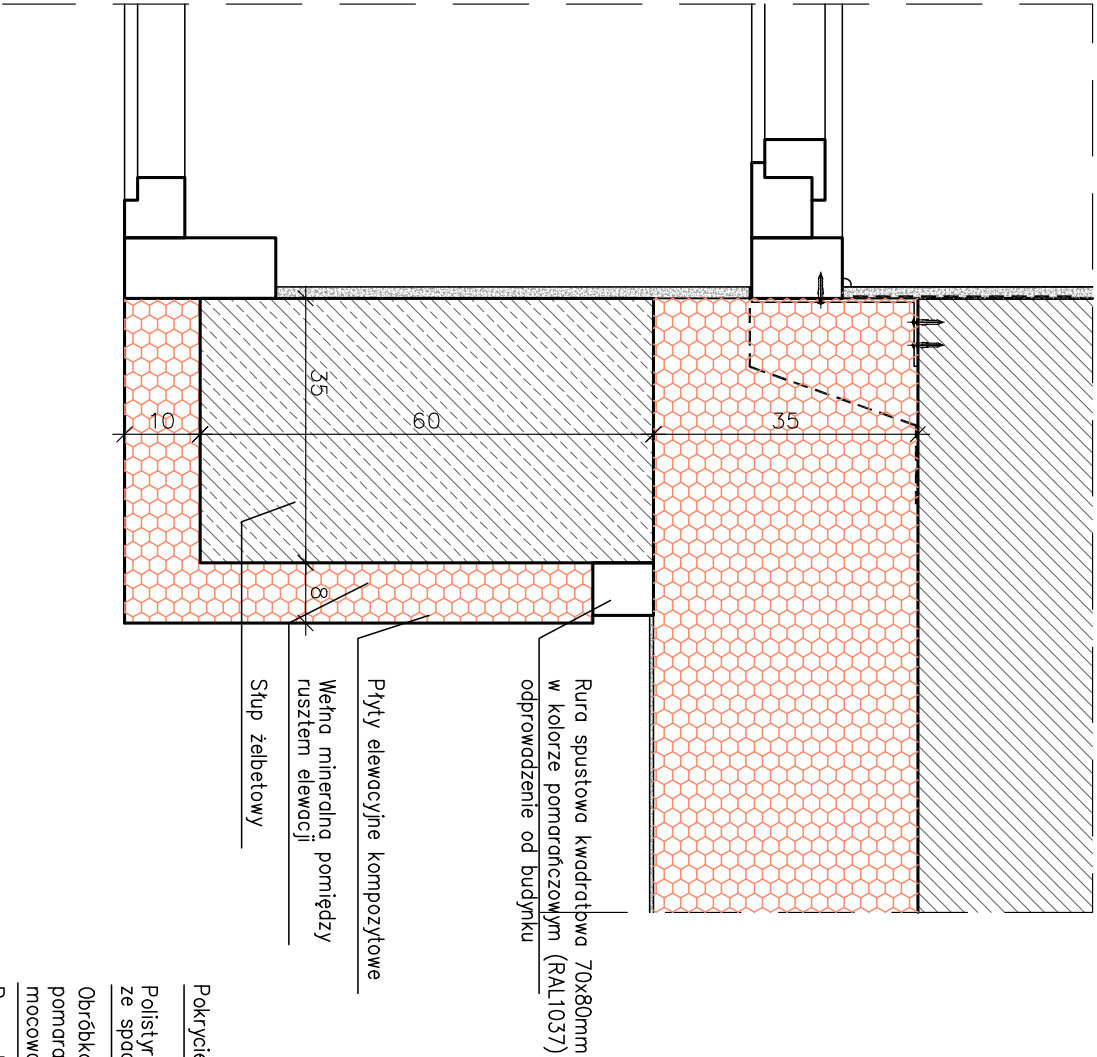 35
10
60
35
8
Rura spustowa kwadratowa 70x80mm
w kolorze pomarańczowym (RAL1037)
odprowadzenie od budynku
Płyty elewacyjne kompozytowe
Wełna mineralna pomiędzy
rusztem elewacji
Słup żelbetowy
Pokrycie